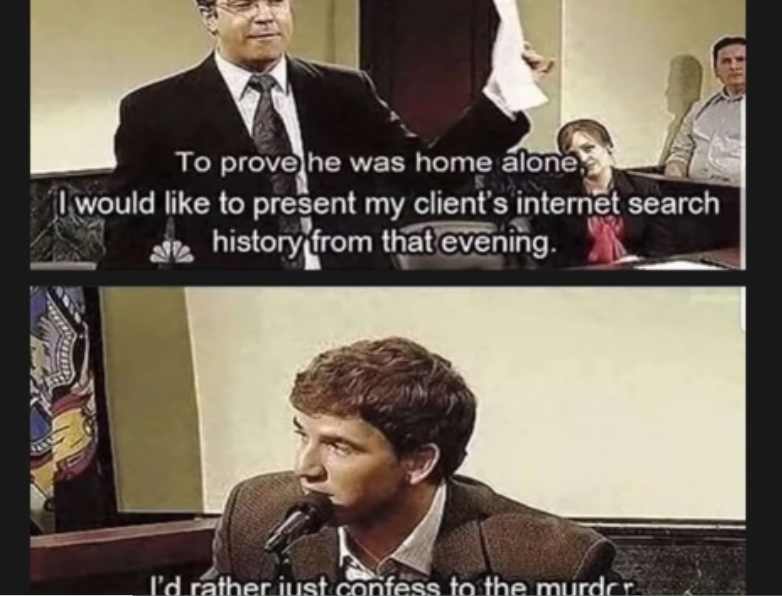 To prove he was home alone,
I would like to present my client's internet search
history from that evening.
I'd rather just confess to the murder.